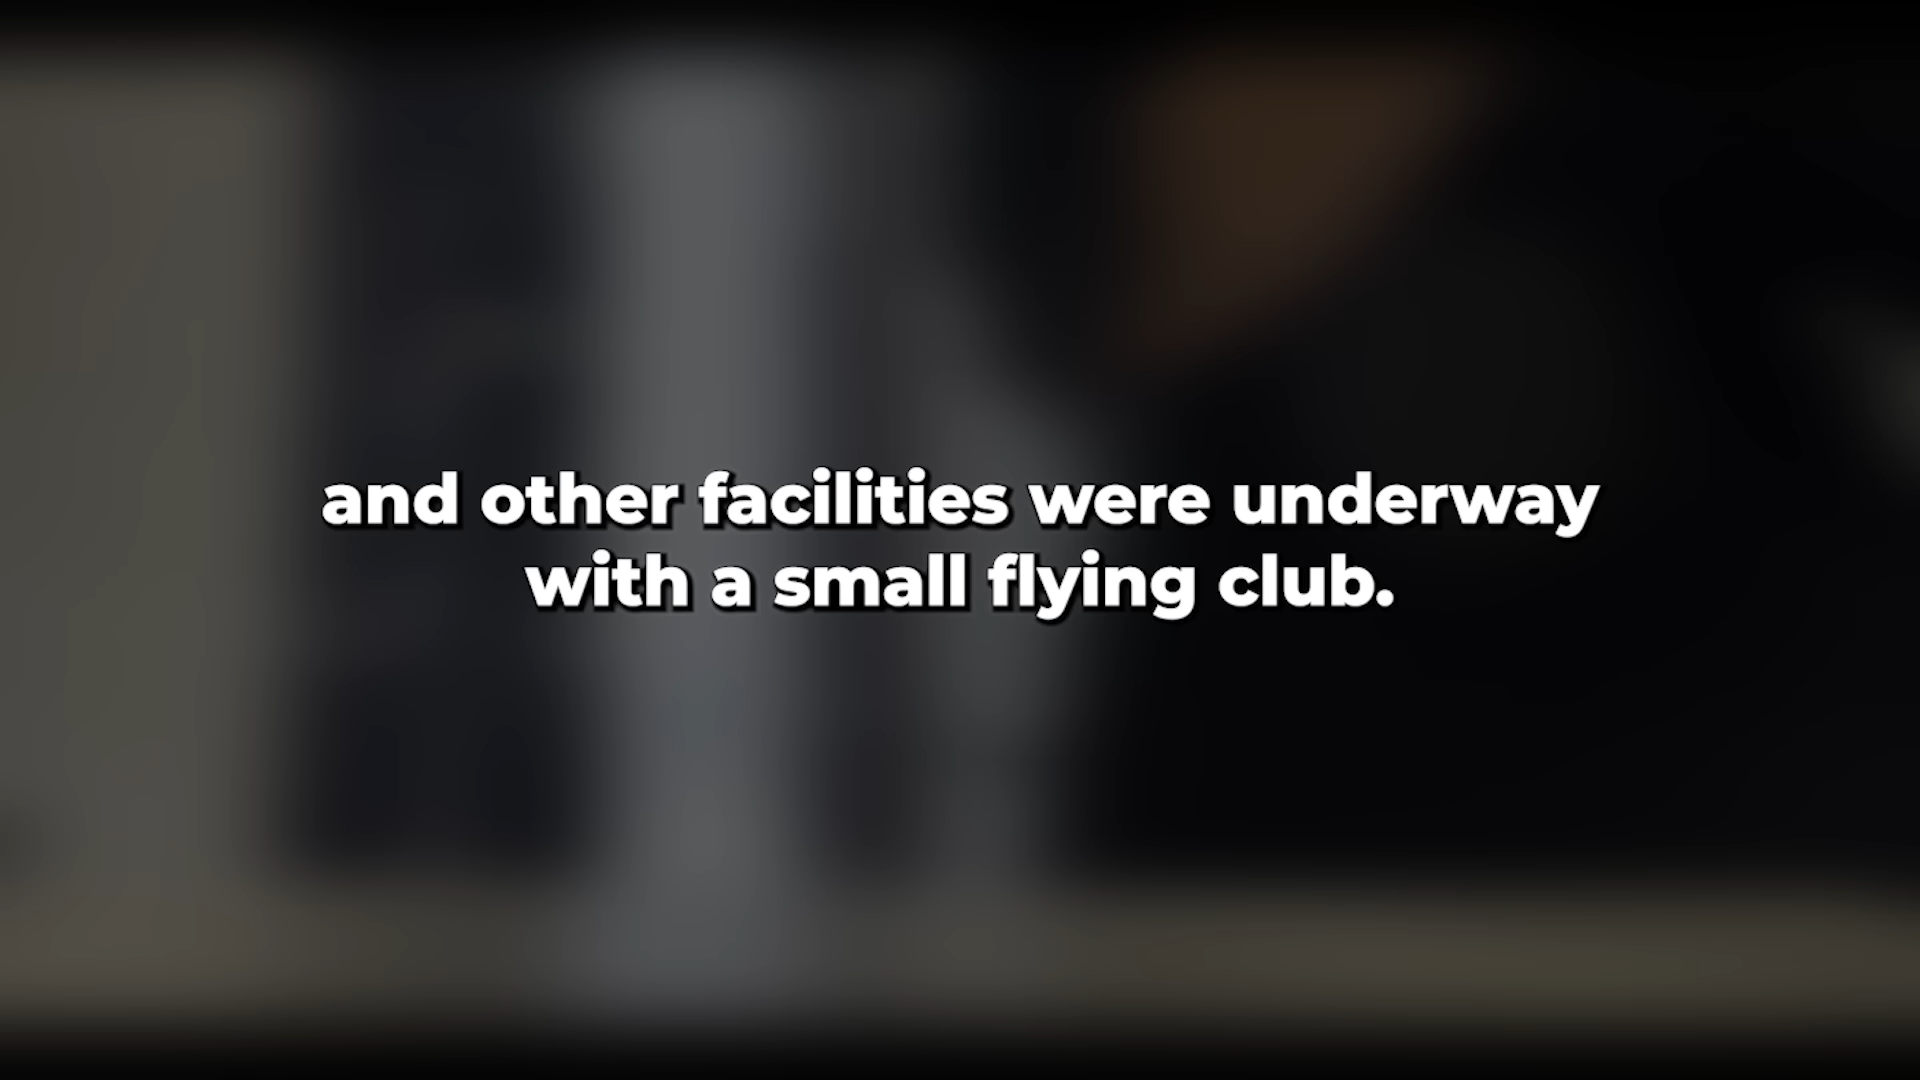 and other facilities were underway
with a small flying club.